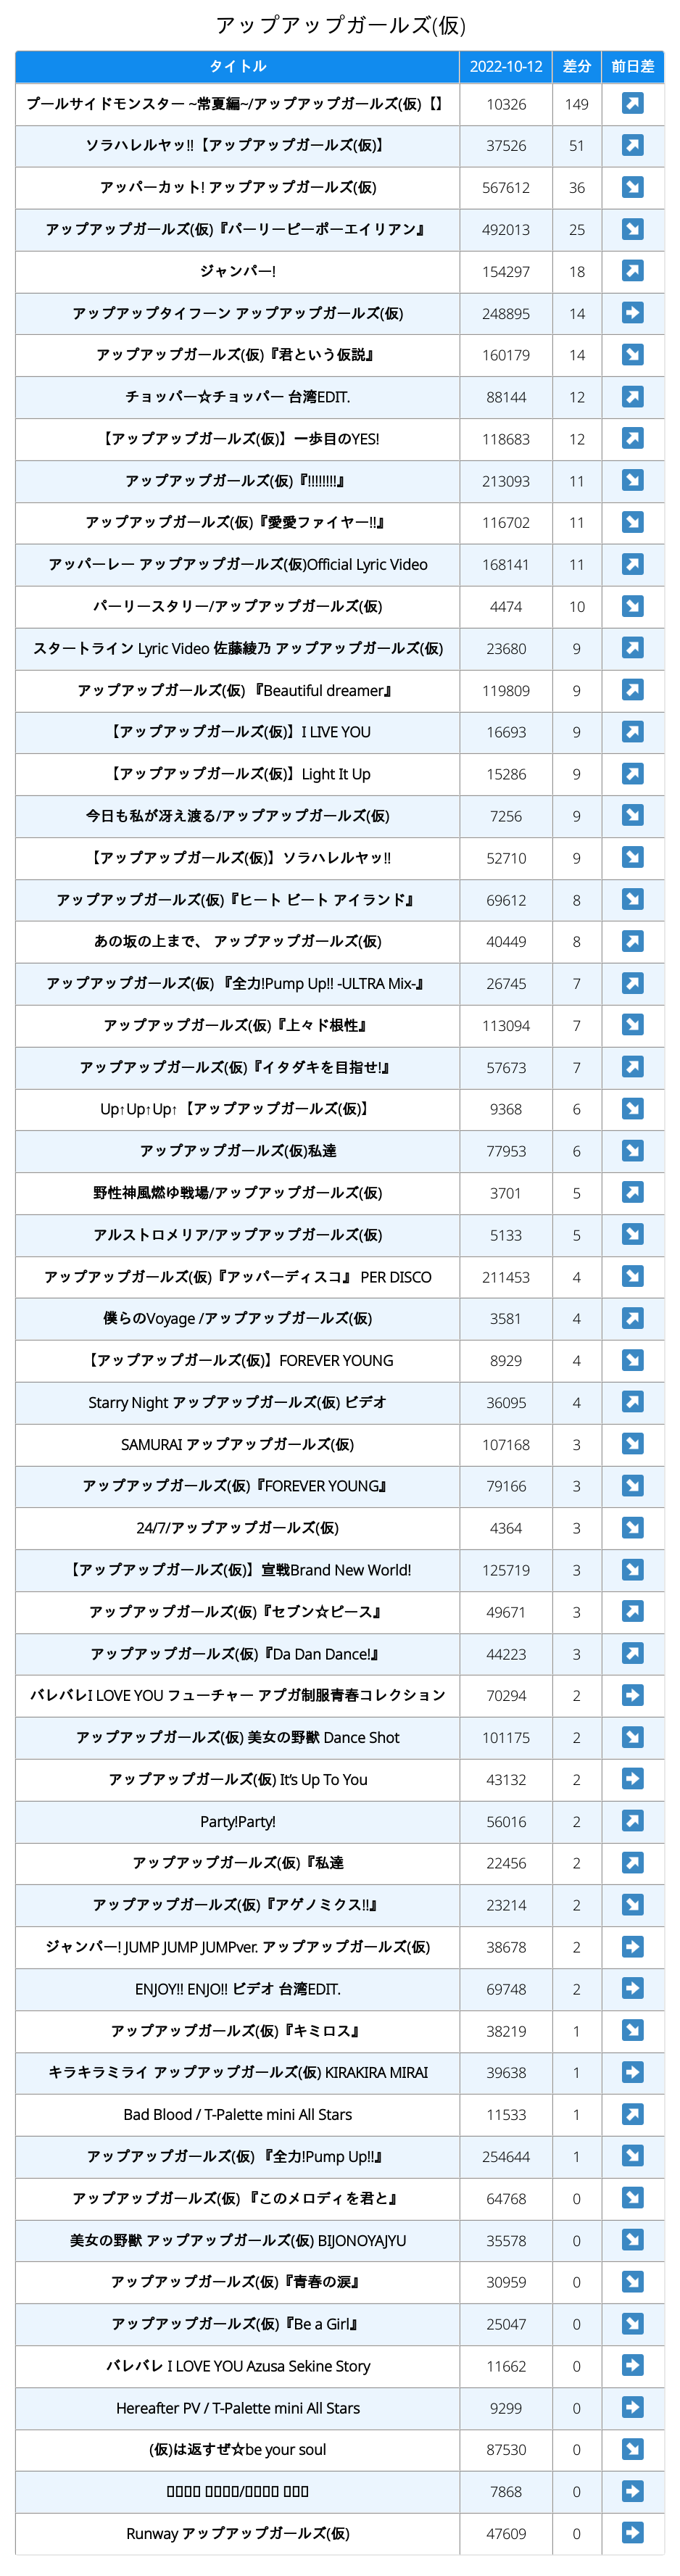 アップアップガールズ(仮)
タイトル 2022-10-12 差分 前日差
プールサイドモンスター ~常夏編~/アップアップガールズ(仮)【】 10326 149
ソラハレルヤッ!!【アップアップガールズ(仮)】 37526 51
アッパーカット! アップアップガールズ(仮) 567612 36
アップアップガールズ(仮)『パーリーピーポーエイリアン』 492013 25
ジャンパー! 154297 18
アップアップタイフーン アップアップガールズ(仮) 248895 14
アップアップガールズ(仮)『君という仮説』 160179 14
チョッパー☆チョッパー 台湾EDIT. 88144 12
【アップアップガールズ(仮)】一歩目のYES! 118683 12
アップアップガールズ(仮)『!!!!!!!!』 213093 11
アップアップガールズ(仮)『愛愛ファイヤー!!』 116702 11
アッパーレー アップアップガールズ(仮)Official Lyric Video 168141 11
パーリースタリー/アップアップガールズ(仮) 4474 10
スタートライン Lyric Video 佐藤綾乃 アップアップガールズ(仮) 23680 9
アップアップガールズ(仮) 『Beautiful dreamer』 119809 9
【アップアップガールズ(仮)】I LIVE YOU 16693 9
【アップアップガールズ(仮)】Light It Up 15286 9
今日も私が冴え渡る/アップアップガールズ(仮) 7256 9
【アップアップガールズ(仮)】ソラハレルヤッ!! 52710 9
アップアップガールズ(仮)『ヒート ビート アイランド』 69612 8
あの坂の上まで、 アップアップガールズ(仮) 40449 8
アップアップガールズ(仮) 『全力!Pump Up!! -ULTRA Mix-』 26745 7
アップアップガールズ(仮)『上々ド根性』 113094 7
アップアップガールズ(仮)『イタダキを目指せ!』 57673 7
Up↑Up↑Up↑【アップアップガールズ(仮)】 9368 6
アップアップガールズ(仮)私達 77953 6
野性神風燃ゆ戦場/アップアップガールズ(仮) 3701 5
アルストロメリア/アップアップガールズ(仮) 5133 5
アップアップガールズ(仮)『アッパーディスコ』 PER DISCO 211453 4
僕らのVoyage /アップアップガールズ(仮) 3581 4
【アップアップガールズ(仮)】FOREVER YOUNG 8929 4
Starry Night アップアップガールズ(仮) ビデオ 36095 4
SAMURAI アップアップガールズ(仮) 107168 3
アップアップガールズ(仮)『FOREVER YOUNG』 79166 3
24/7/アップアップガールズ(仮) 4364 3
【アップアップガールズ(仮)】宣戦Brand New World! 125719 3
アップアップガールズ(仮)『セブン☆ピース』 49671 3
アップアップガールズ(仮)『Da Dan Dance!』 44223 3
バレバレI LOVE YOU フューチャー アプガ制服青春コレクション 70294 2
アップアップガールズ(仮) 美女の野獣 Dance Shot 101175 2
アップアップガールズ(仮) It's Up To You 43132 2
Party!Party! 56016 2
アップアップガールズ(仮)『私達 22456 2
アップアップガールズ(仮)『アゲノミクス!!』 23214 2
ジャンパー! JUMP JUMP JUMPver. アップアップガールズ(仮) 38678 2
ENJOY!! ENJO!! ビデオ 台湾EDIT. 69748 2
アップアップガールズ(仮)『キミロス』 38219 1
キラキラミライ アップアップガールズ(仮) KIRAKIRA MIRAI 39638 1
Bad Blood / T-Palette mini All Stars 11533 1
アップアップガールズ(仮) 『全力!Pump Up!!』 254644 1
アップアップガールズ(仮) 『このメロディを君と』 64768 0
美女の野獣 アップアップガールズ(仮) BIJONOYAJYU 35578 0
アップアップガールズ(仮)『青春の涙』 30959 0
アップアップガールズ(仮)『Be a Girl』 25047 0
バレバレ I LOVE YOU Azusa Sekine Story 11662 0
Hereafter PV / T-Palette mini All Stars 9299 0
(仮)は返すぜ☆be your soul 87530 0
7868 0
Runway アップアップガールズ(仮) 47609 0